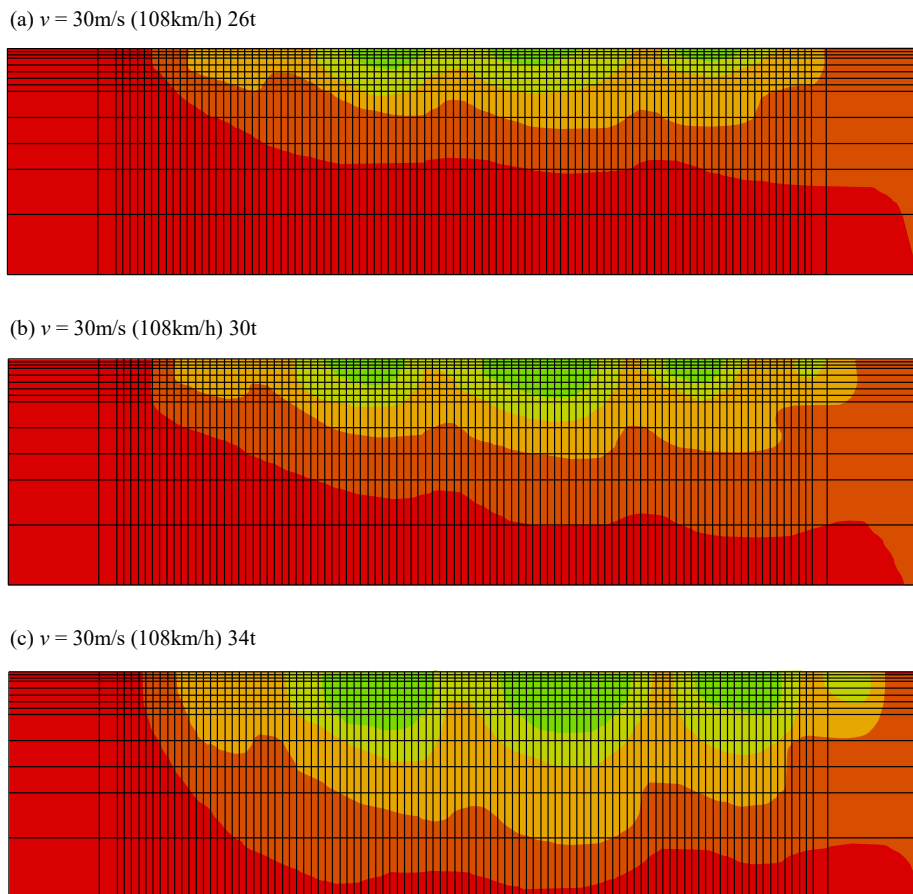 (a) v = 30m/s (108km/h) 26t
(b) v = 30m/s (108km/h) 30t
(c) v = 30m/s (108km/h) 34t